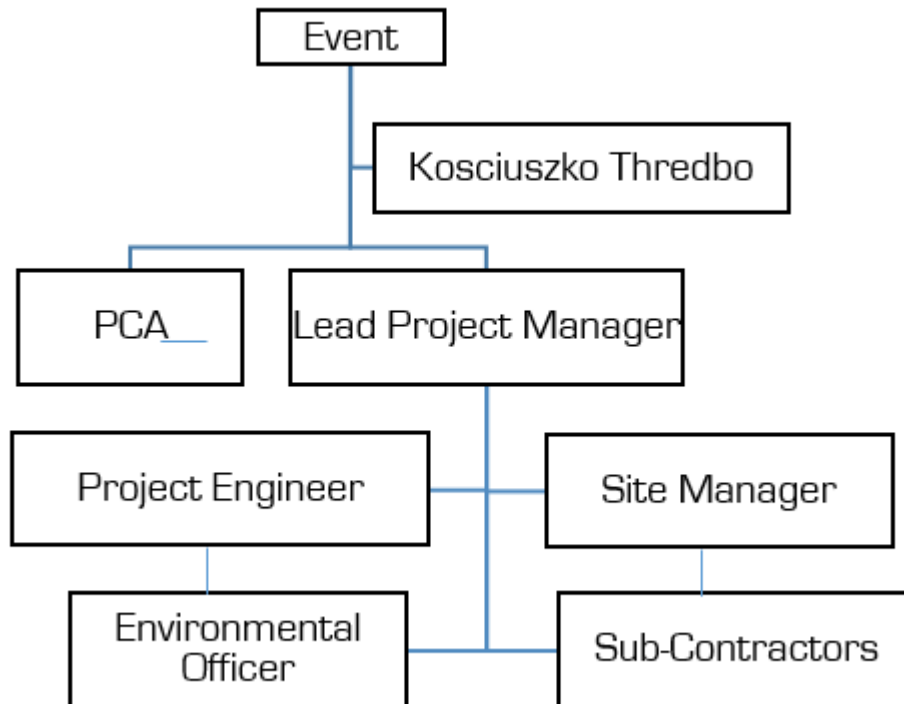 Event
Kosciuszko Thredbo
PCA
Lead Project Manager
Project Engineer
Site Manager
Environmental
Officer
Sub-Contractors